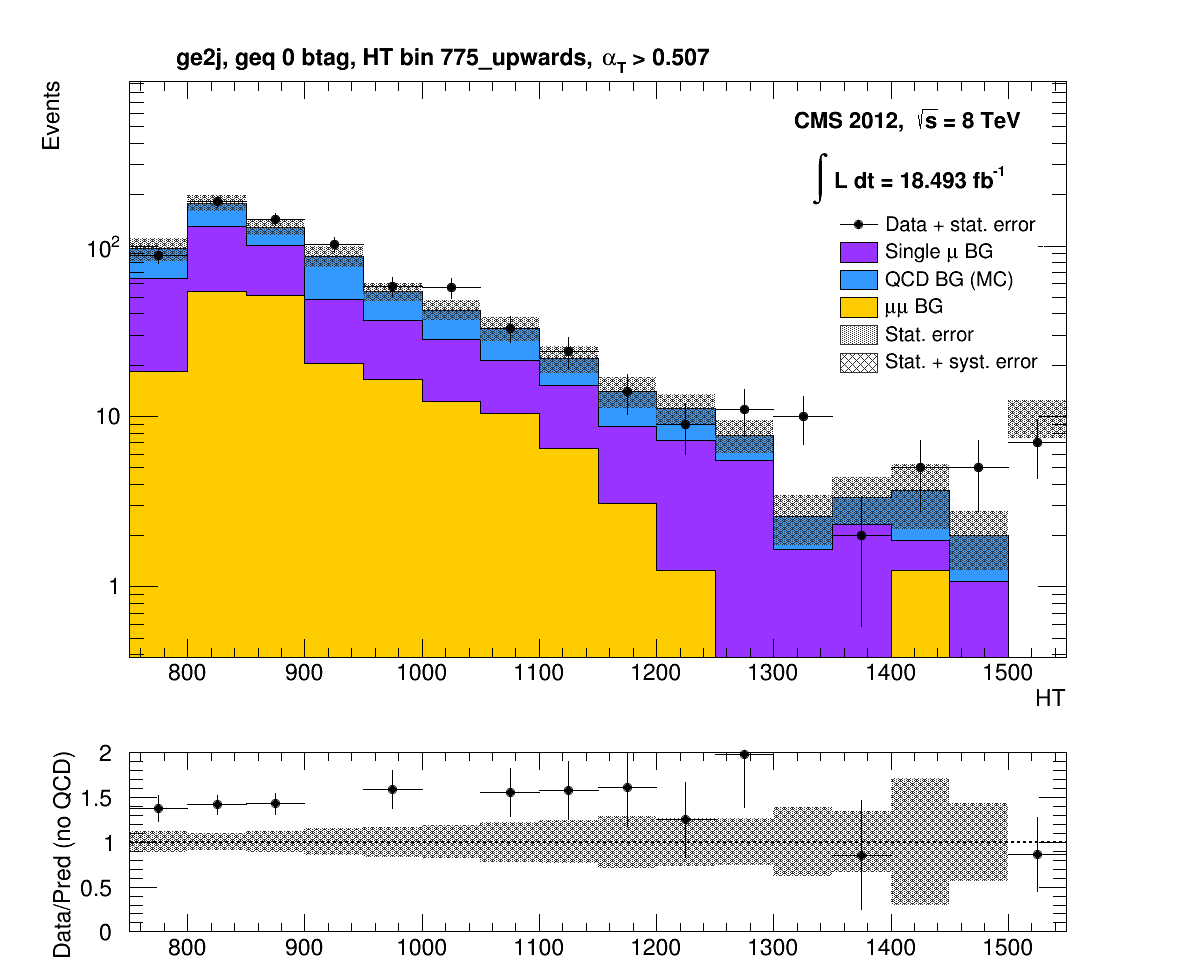 ge2j, geq 0 btag, HT bin 775_upwards, αT > 0.507
Events
CMS 2012, √s = 8 TeV
∫ L dt = 18.493 fb-1
Data + stat. error
Single μ BG
QCD BG (MC)
μμ BG
Stat. error
Stat. + syst. error
10²
10
1
800 900 1000 1100 1200 1300 1400 1500
HT
Data/Pred (no QCD)
2
1.5
1
0.5
0
800 900 1000 1100 1200 1300 1400 1500